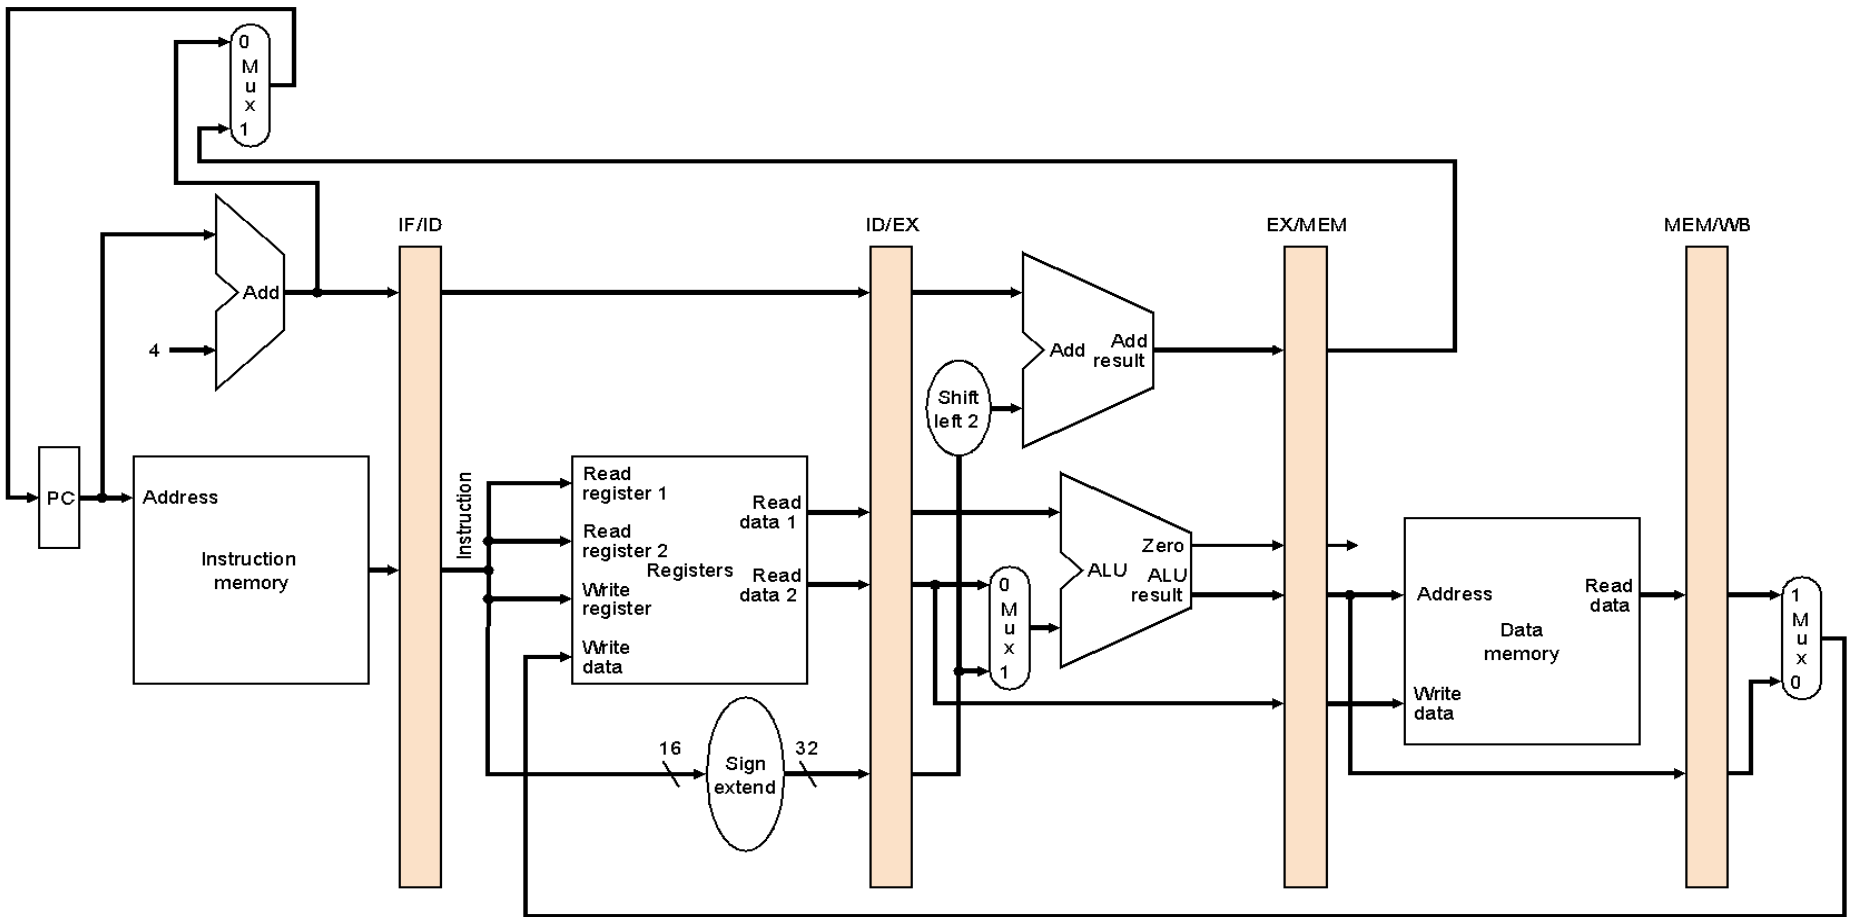 0
M
u
x
1
IF/ID
ID/EX
EX/MEM
MEM/WB
Add
4
Add
Add
result
Shift
left 2
PC
Address
Instruction
memory
Instruction
Read
register 1
Read
register 2
Write
register
Write
data
Registers
Read
data 1
Read
data 2
0
M
u
x
1
Zero
ALU
ALU
result
Address
Read
data
Data
memory
Write
data
1
M
u
x
0
16
Sign
extend
32